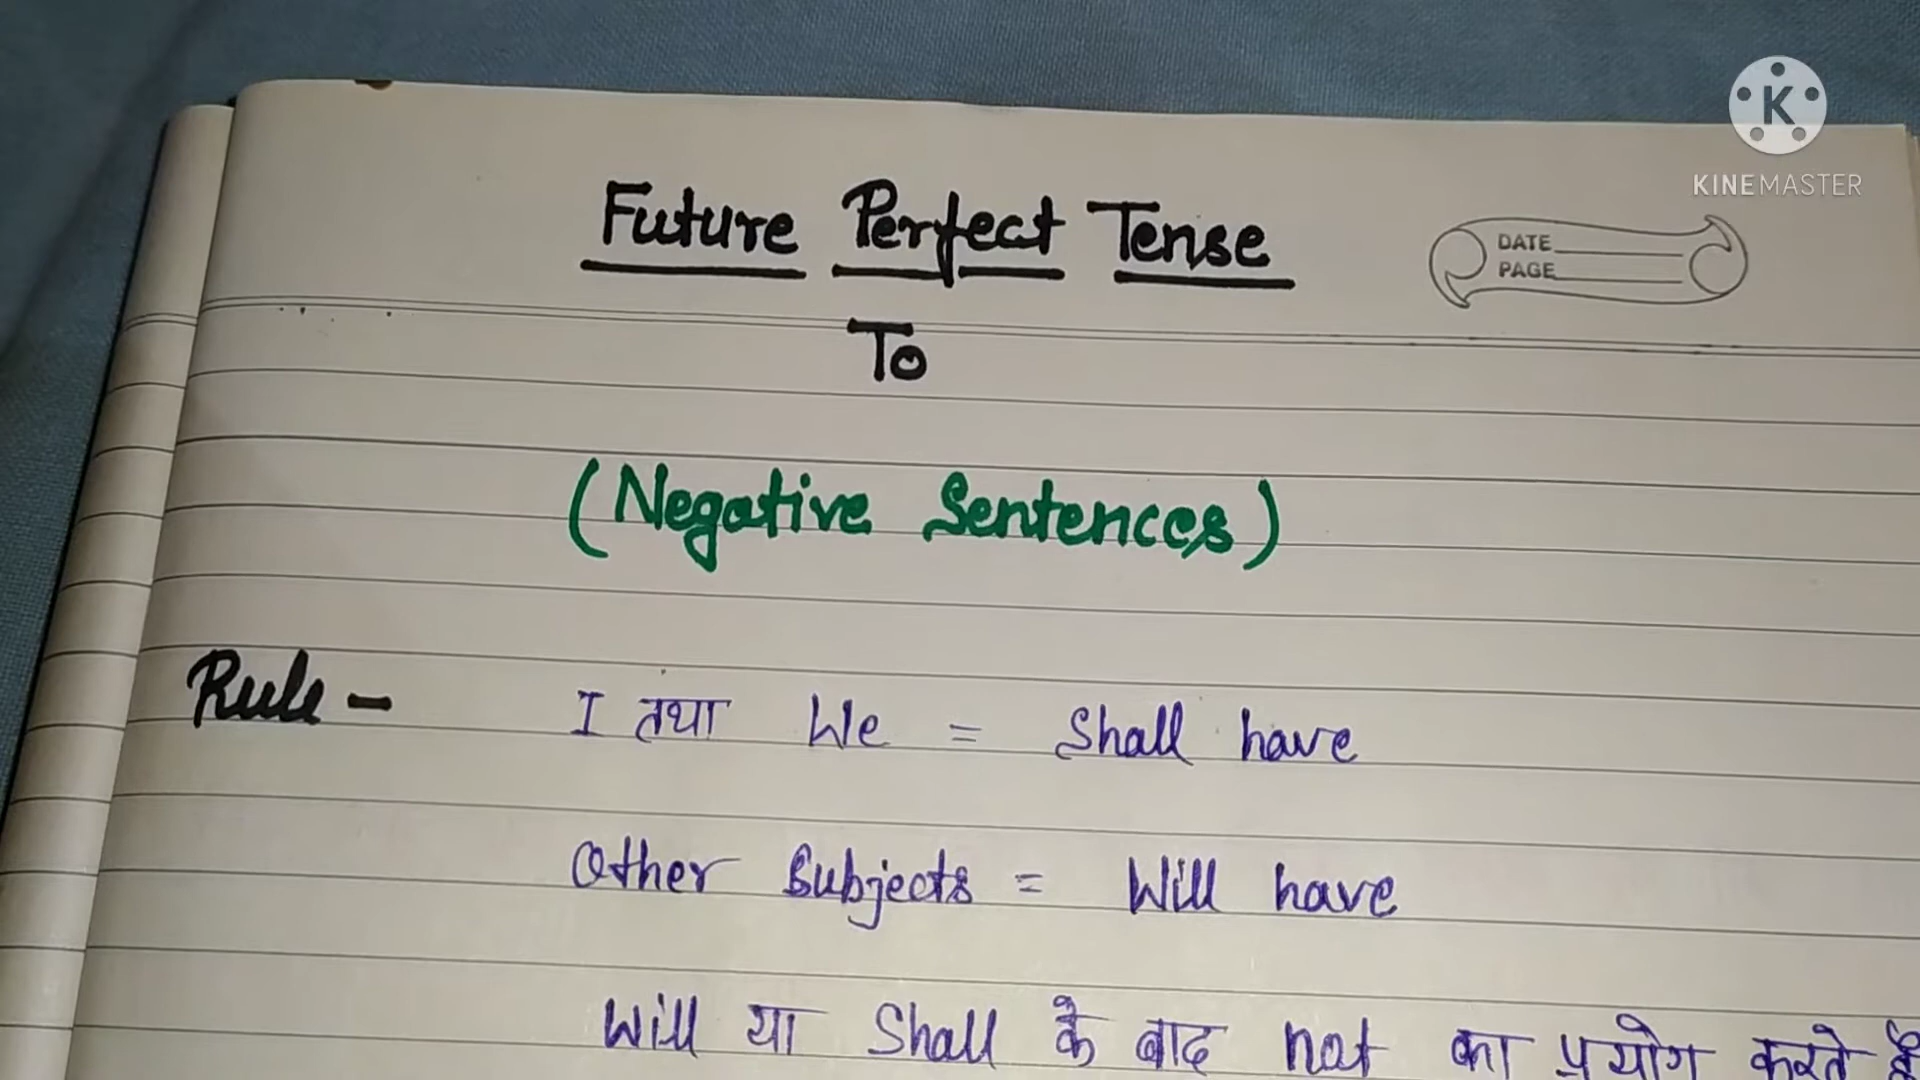 K
KINEMASTER
Future Perfect Tense
DATE
PAGE
To
(Negative Sentences)
Rule - I तथा We = Shall have
Other Subjects = Will have
Will या Shall के बाद not का प्रयोग करते है